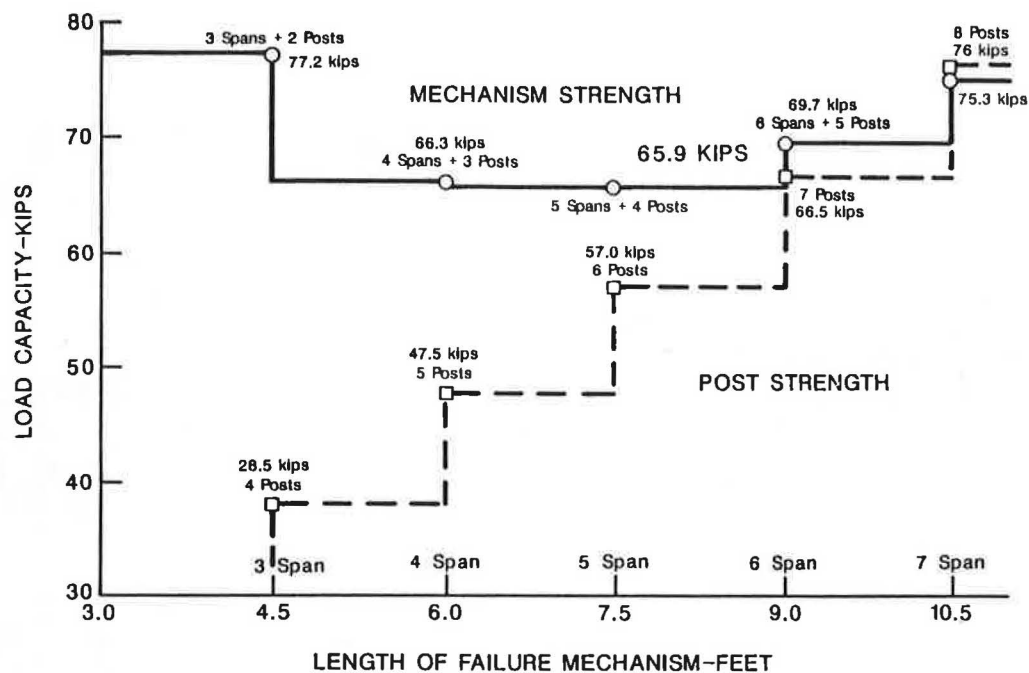 80
70
60
50
40
30
LOAD CAPACITY-KIPS
3 Spans + 2 Posts
77.2 kips
MECHANISM STRENGTH
66.3 kips
4 Spans + 3 Posts
65.9 KIPS
5 Spans + 4 Posts
69.7 kips
6 Spans + 5 Posts
7 Posts
66.5 kips
8 Posts
76 kips
75.3 kips
57.0 kips
6 Posts
47.5 kips
5 Posts
28.5 kips
4 Posts
POST STRENGTH
3 Span
4 Span
5 Span
6 Span
7 Span
3.0
4.5
6.0
7.5
9.0
10.5
LENGTH OF FAILURE MECHANISM-FEET